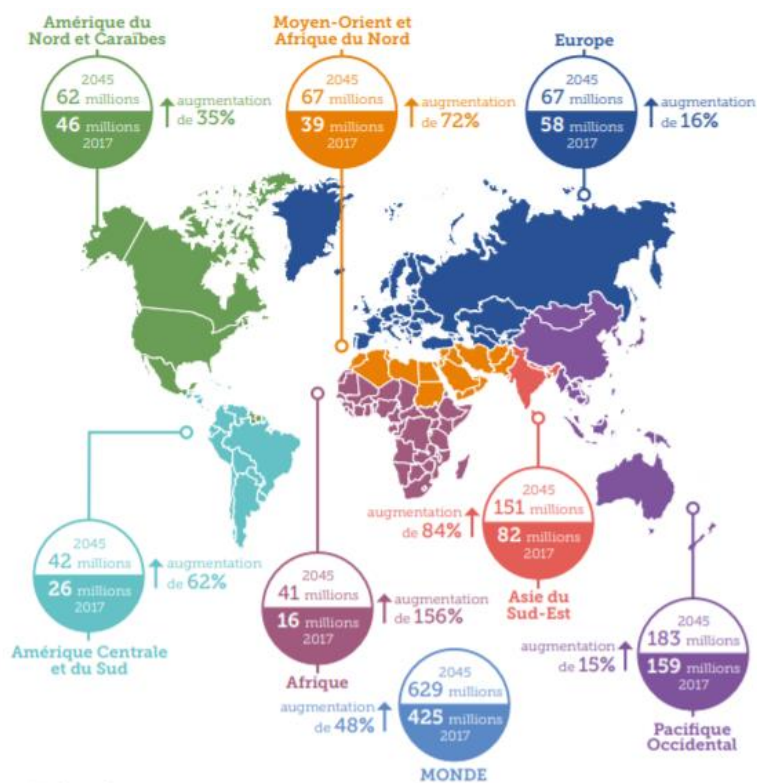 Amérique du
Nord et Caraïbes
2045
62 millions
46 millions
2017
augmentation
de 35%
Moyen-Orient et
Afrique du Nord
2045
67 millions
39 millions
2017
augmentation
de 72%
Europe
2045
67 millions
58 millions
2017
augmentation
de 16%
2045
42 millions
26 millions
2017
augmentation
de 62%
Amérique Centrale
et du Sud
2045
41 millions
16 millions
2017
augmentation
de 156%
Afrique
augmentation
de 84%
2045
151 millions
82 millions
2017
Asie du
Sud-Est
augmentation
de 15%
2045
183 millions
159 millions
2017
Pacifique
Occidental
augmentation
de 48%
2045
629 millions
425 millions
2017
MONDE